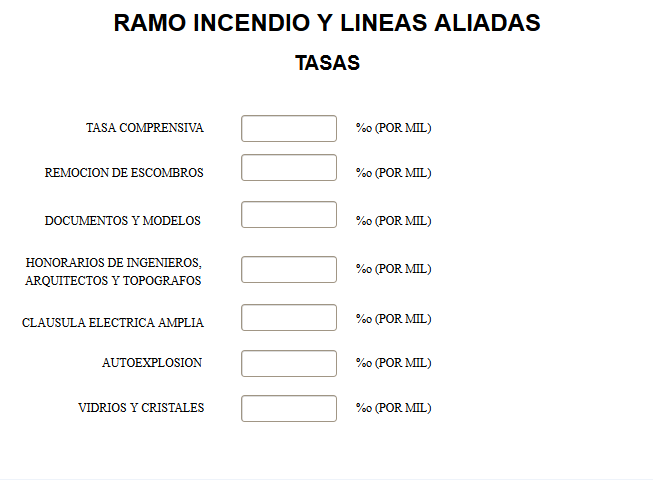 RAMO INCENDIO Y LINEAS ALIADAS
TASAS
TASA COMPRENSIVA %o (POR MIL)
REMOCION DE ESCOMBROS %o (POR MIL)
DOCUMENTOS Y MODELOS %o (POR MIL)
HONORARIOS DE INGENIEROS,
ARQUITECTOS Y TOPOGRAFOS %o (POR MIL)
CLAUSULA ELECTRICA AMPLIA %o (POR MIL)
AUTOEXPLOSION %o (POR MIL)
VIDRIOS Y CRISTALES %o (POR MIL)